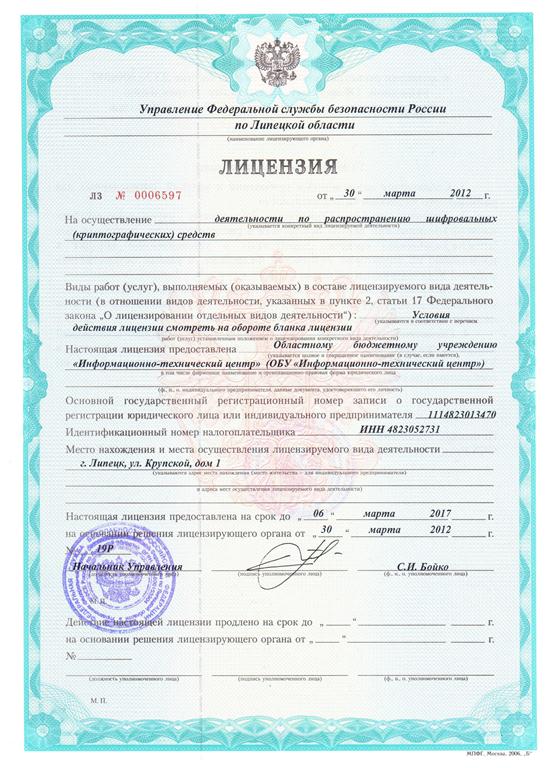 Управление Федеральной службы безопасности России
по Липецкой области
(наименование лицензирующего органа)
ЛИЦЕНЗИЯ
ЛЗ № 0006597 от „ 30 “ марта 2012 г.
На осуществление деятельности по распространению шифровальных
(указывается конкретный вид лицензируемой деятельности)
(криптографических) средств
Виды работ (услуг), выполняемых (оказываемых) в составе лицензируемого вида деятель-
ности (в отношении видов деятельности, указанных в пункте 2, статьи 17 Федерального
закона „О лицензировании отдельных видов деятельности“) : Условия
(указываются в соответствии с перечнем
действия лицензии смотреть на обороте бланка лицензии
работ (услуг) установленным положением о лицензировании конкретного вида деятельности)
Настоящая лицензия предоставлена Областному бюджетному учреждению
(указывается полное и сокращенное наименование (в случае, если имеется),
«Информационно-технический центр» (ОБУ «Информационно-технический центр»)
в том числе фирменное наименование и организационно-правовая форма юридического лица
(ф., и., о. индивидуального предпринимателя, данные документа, удостоверяющего его личность)
Основной государственный регистрационный номер записи о государственной
регистрации юридического лица или индивидуального предпринимателя 1114823013470
Идентификационный номер налогоплательщика ИНН 4823052731
Место нахождения и места осуществления лицензируемого вида деятельности
г. Липецк, ул. Крупской, дом 1
(указываются адрес места нахождения (место жительства - для индивидуального предпринимателя)
и адреса мест осуществления лицензируемого вида деятельности)
Настоящая лицензия предоставлена на срок до „ 06 “ марта 2017 г.
на основании решения лицензирующего органа от „ 30 “ марта 2012 г.
№ 19Р
Начальник Управления С.И. Бойко
(должность уполномоченного лица) (подпись уполномоченного лица) (ф., и., о. уполномоченного лица)
М. П.
Действие настоящей лицензии продлено на срок до „ “ г.
на основании решения лицензирующего органа от „ “ г.
№
(должность уполномоченного лица) (подпись уполномоченного лица) (ф., и., о. уполномоченного лица)
М. П.
МПФГ. Москва. 2006. „Б“